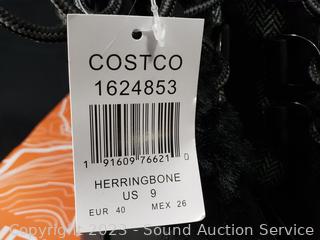 COSTCO
1624853
1 91609 76621 0
HERRINGBONE
US 9
EUR 40 MEX 26
Copyright 2023 - Sound Auction Service